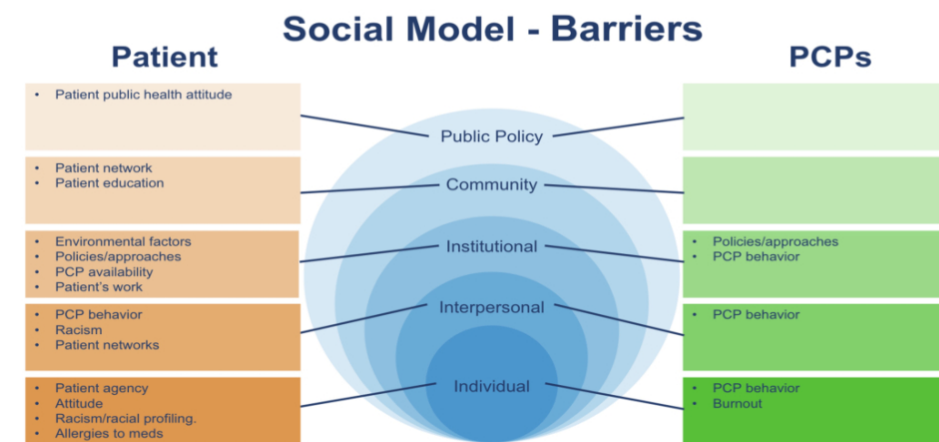 Social Model - Barriers
Patient
PCPs
• Patient public health attitude
Public Policy
• Patient network
• Patient education
Community
• Environmental factors
• Policies/approaches
• PCP availability
• Patient's work
Institutional
• Policies/approaches
• PCP behavior
• PCP behavior
• Racism
• Patient networks
Interpersonal
• PCP behavior
• Patient agency
• Attitude
• Racism/racial profiling.
• Allergies to meds
Individual
• PCP behavior
• Burnout